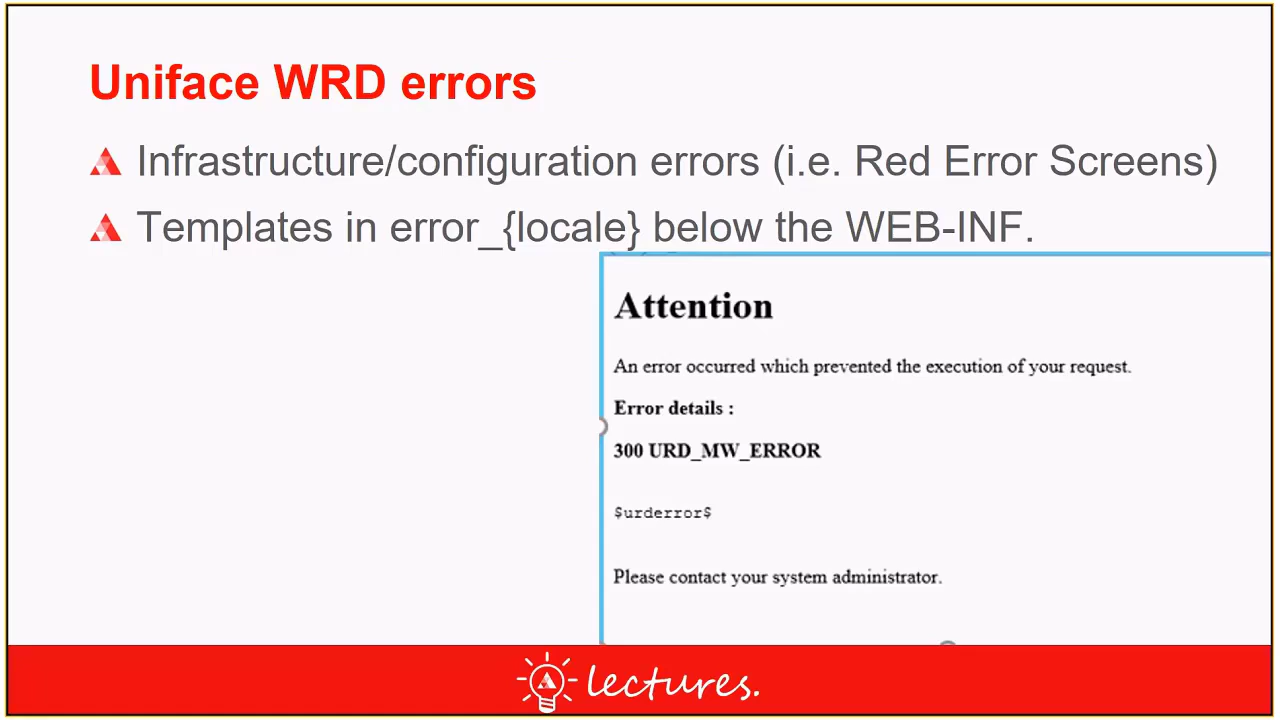 Uniface WRD errors
Infrastructure/configuration errors (i.e. Red Error Screens)
Templates in error_{locale} below the WEB-INF.
Attention
An error occurred which prevented the execution of your request.
Error details :
300 URD_MW_ERROR
$urderror$
Please contact your system administrator.
lectures.